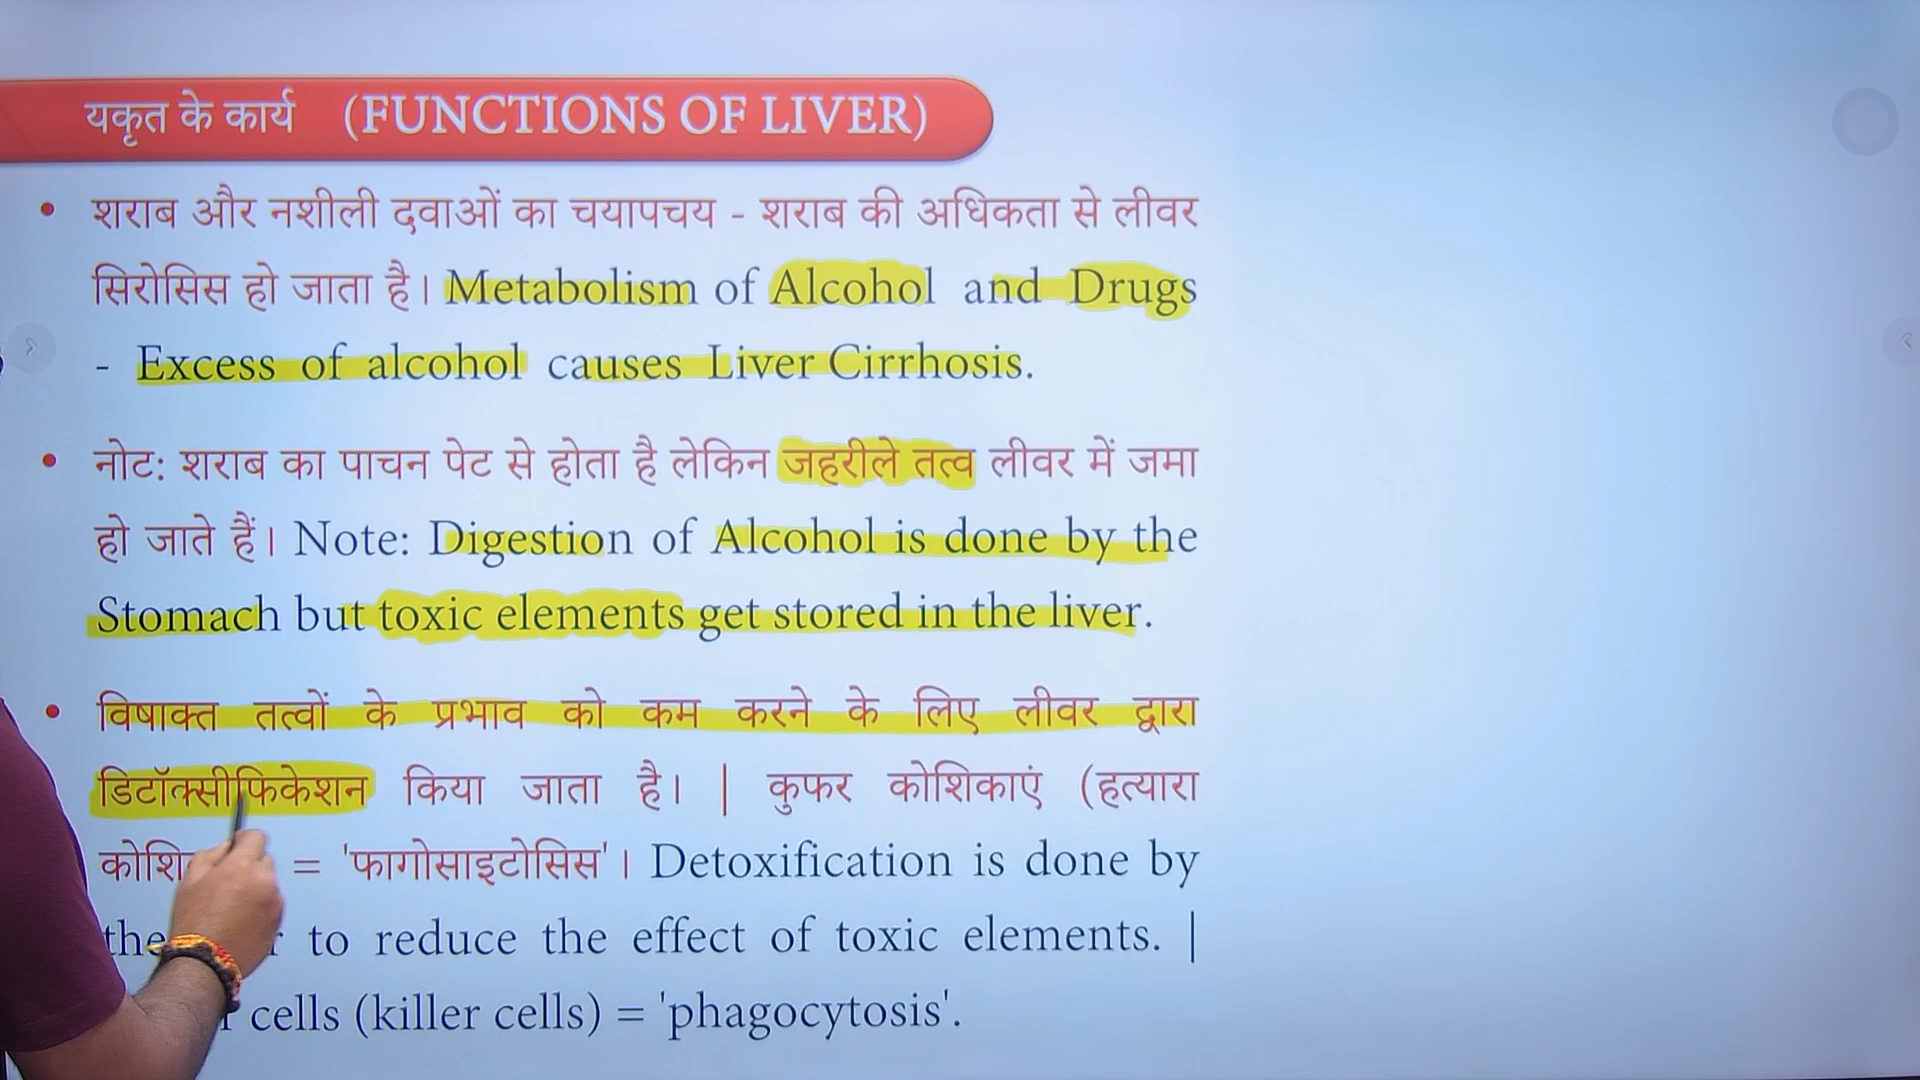 यकृत के कार्य (FUNCTIONS OF LIVER)
• शराब और नशीली दवाओं का चयापचय - शराब की अधिकता से लीवर
सिरोसिस हो जाता है। Metabolism of Alcohol and Drugs
- Excess of alcohol causes Liver Cirrhosis.
• नोट: शराब का पाचन पेट से होता है लेकिन जहरीले तत्व लीवर में जमा
हो जाते हैं। Note: Digestion of Alcohol is done by the
Stomach but toxic elements get stored in the liver.
• विषाक्त तत्वों के प्रभाव को कम करने के लिए लीवर द्वारा
डिटॉक्सीफिकेशन किया जाता है। | कुफर कोशिकाएं (हत्यारा
= 'फागोसाइटोसिस'। Detoxification is done by
the to reduce the effect of toxic elements. |
cells (killer cells) = 'phagocytosis'.